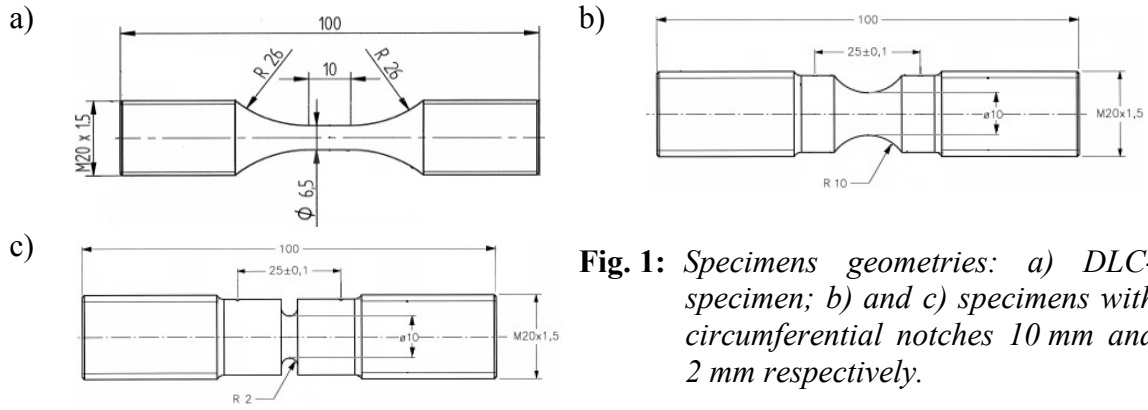 a)
100
R 26
10
R 26
M20 x 1.5
Φ 6,5
b)
100
25±0,1
ø10
M20x1,5
R 10
c)
100
25±0,1
ø10
M20x1,5
R 2
Fig. 1: Specimens geometries: a) DLC-
specimen; b) and c) specimens with
circumferential notches 10 mm and
2 mm respectively.